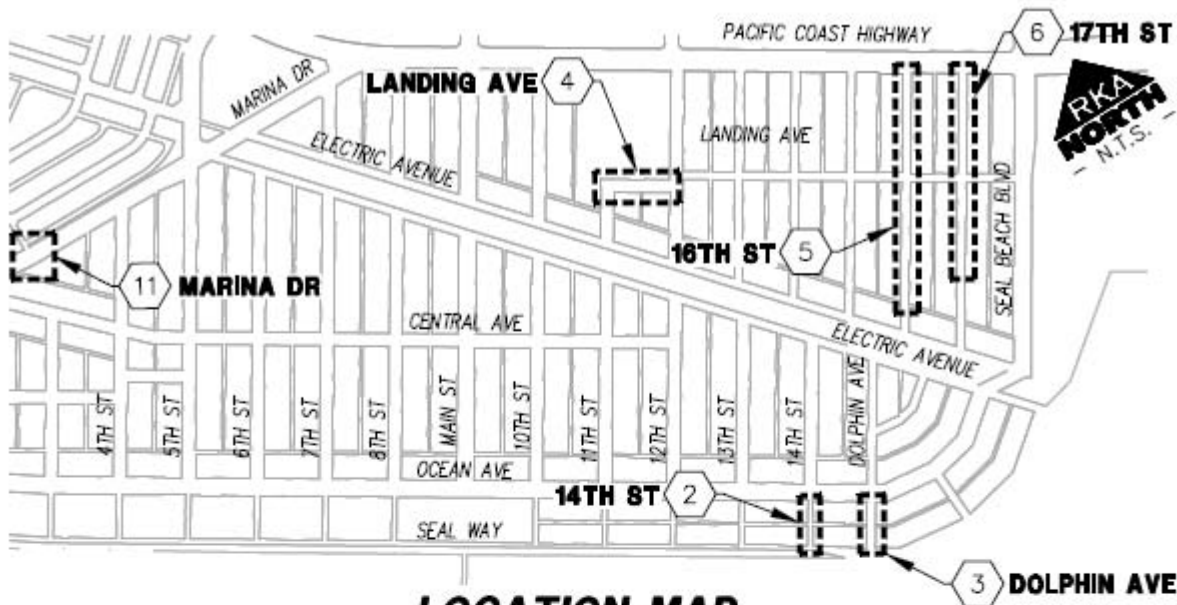 PACIFIC COAST HIGHWAY
6 17TH ST
MARINA DR
LANDING AVE 4
RKA
NORTH
N.T.S.
ELECTRIC AVENUE
LANDING AVE
16TH ST 5
SEAL BEACH BLVD
11 MARINA DR
CENTRAL AVE
ELECTRIC AVENUE
4TH ST
5TH ST
6TH ST
7TH ST
8TH ST
MAIN ST
10TH ST
11TH ST
12TH ST
13TH ST
14TH ST
DOLPHIN AVE
OCEAN AVE
14TH ST 2
SEAL WAY
3 DOLPHIN AVE
LOCATION MAP